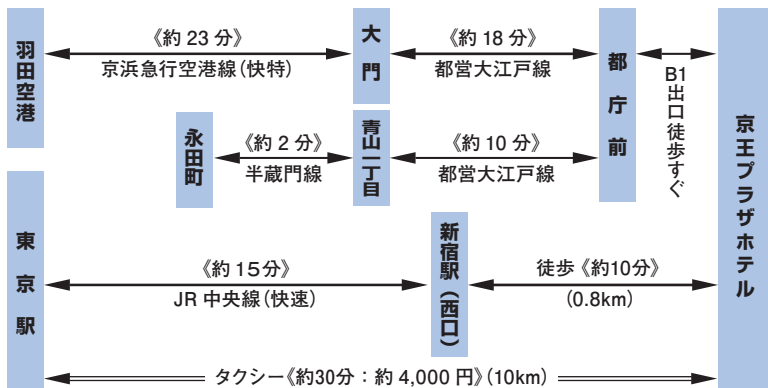 羽田空港
《約 23 分》
京浜急行空港線(快特)
大門
《約 18 分》
都営大江戸線
都庁前
B1出口 徒歩すぐ
京王プラザホテル
永田町
《約 2 分》
半蔵門線
青山一丁目
《約 10 分》
都営大江戸線
東京駅
《約 15分》
JR 中央線(快速)
新宿駅(西口)
徒歩《約10分》
(0.8km)
タクシー《約30分:約 4,000 円》(10km)